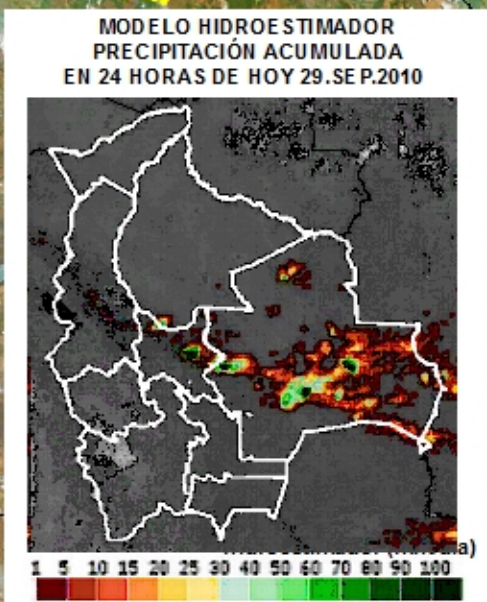 MODELO HIDROESTIMADOR
PRECIPITACIÓN ACUMULADA
EN 24 HORAS DE HOY 29.SEP.2010
1 5 10 15 20 25 30 40 50 60 70 80 90 100